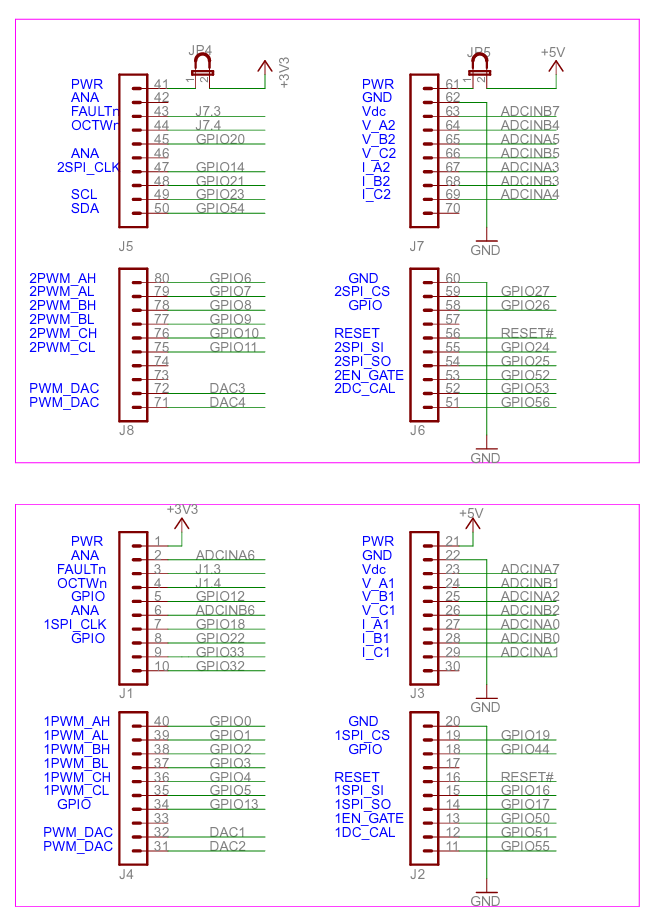 JP4
1 2
+3V3
PWR 41
ANA 42
FAULTn 43 J7.3
OCTWn 44 J7.4
45 GPIO20
ANA 46
2SPI_CLK 47 GPIO14
48 GPIO21
SCL 49 GPIO23
SDA 50 GPIO54
J5
JP5
1 2
+5V
PWR 61
GND 62
Vdc 63 ADCINB7
V_A2 64 ADCINB4
V_B2 65 ADCINA5
V_C2 66 ADCINB5
I_A2 67 ADCINA3
I_B2 68 ADCINB3
I_C2 69 ADCINA4
70
J7
GND
2PWM_AH 80 GPIO6
2PWM_AL 79 GPIO7
2PWM_BH 78 GPIO8
2PWM_BL 77 GPIO9
2PWM_CH 76 GPIO10
2PWM_CL 75 GPIO11
74
73
PWM_DAC 72 DAC3
PWM_DAC 71 DAC4
J8
GND 60
2SPI_CS 59 GPIO27
GPIO 58 GPIO26
57
RESET 56 RESET#
2SPI_SI 55 GPIO24
2SPI_SO 54 GPIO25
2EN_GATE 53 GPIO52
2DC_CAL 52 GPIO53
51 GPIO56
J6
GND
+3V3
PWR 1
ANA 2 ADCINA6
FAULTn 3 J1.3
OCTWn 4 J1.4
GPIO 5 GPIO12
ANA 6 ADCINB6
1SPI_CLK 7 GPIO18
GPIO 8 GPIO22
9 GPIO33
10 GPIO32
J1
+5V
PWR 21
GND 22
Vdc 23 ADCINA7
V_A1 24 ADCINB1
V_B1 25 ADCINA2
V_C1 26 ADCINB2
I_A1 27 ADCINA0
I_B1 28 ADCINB0
I_C1 29 ADCINA1
30
J3
GND
1PWM_AH 40 GPIO0
1PWM_AL 39 GPIO1
1PWM_BH 38 GPIO2
1PWM_BL 37 GPIO3
1PWM_CH 36 GPIO4
1PWM_CL 35 GPIO5
GPIO 34 GPIO13
33
PWM_DAC 32 DAC1
PWM_DAC 31 DAC2
J4
GND 20
1SPI_CS 19 GPIO19
GPIO 18 GPIO44
17
RESET 16 RESET#
1SPI_SI 15 GPIO16
1SPI_SO 14 GPIO17
1EN_GATE 13 GPIO50
1DC_CAL 12 GPIO51
11 GPIO55
J2
GND